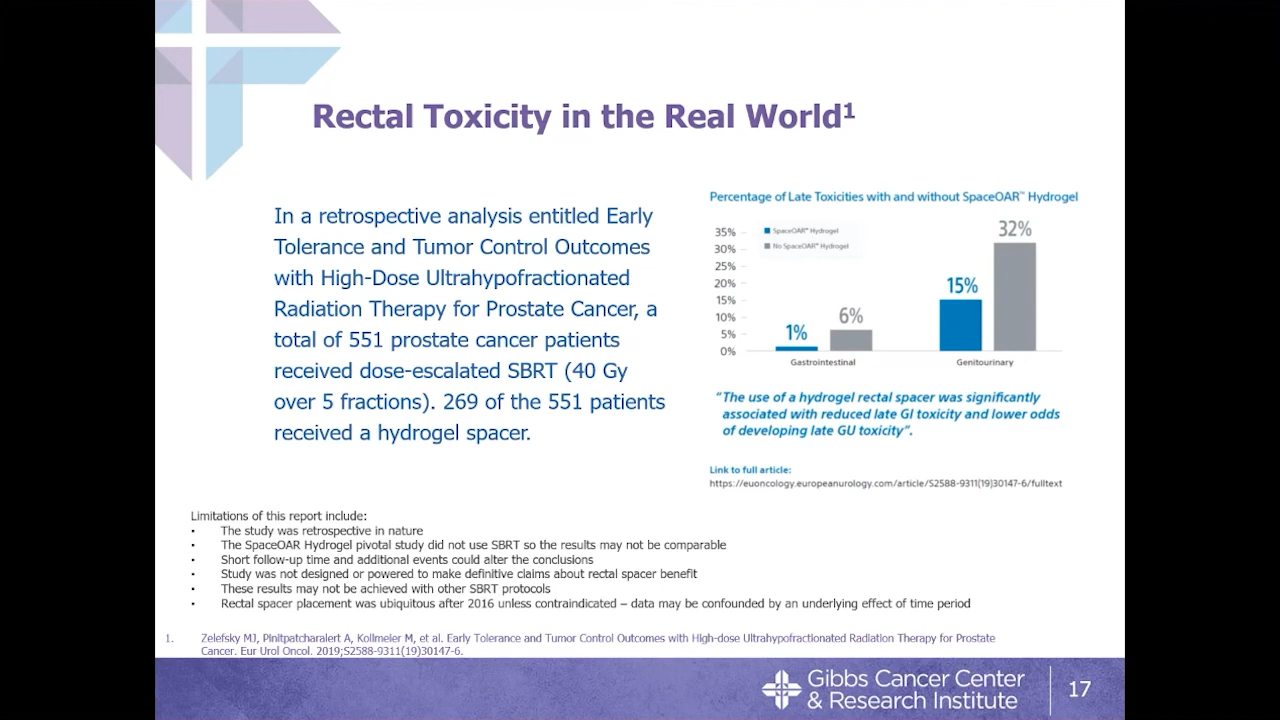 Rectal Toxicity in the Real World¹
In a retrospective analysis entitled Early
Tolerance and Tumor Control Outcomes
with High-Dose Ultrahypofractionated
Radiation Therapy for Prostate Cancer, a
total of 551 prostate cancer patients
received dose-escalated SBRT (40 Gy
over 5 fractions). 269 of the 551 patients
received a hydrogel spacer.
Percentage of Late Toxicities with and without SpaceOAR™ Hydrogel
SpaceOAR™ Hydrogel
No SpaceOAR™ Hydrogel
35%
30%
25%
20%
15%
10%
5%
0%
1%
6%
15%
32%
Gastrointestinal
Genitourinary
"The use of a hydrogel rectal spacer was significantly
associated with reduced late GI toxicity and lower odds
of developing late GU toxicity".
Link to full article:
https://euoncology.europeanurology.com/article/S2588-9311(19)30147-6/fulltext
Limitations of this report include:
• The study was retrospective in nature
• The SpaceOAR Hydrogel pivotal study did not use SBRT so the results may not be comparable
• Short follow-up time and additional events could alter the conclusions
• Study was not designed or powered to make definitive claims about rectal spacer benefit
• These results may not be achieved with other SBRT protocols
• Rectal spacer placement was ubiquitous after 2016 unless contraindicated – data may be confounded by an underlying effect of time period
1. Zelefsky MJ, Pinitpatcharalert A, Kollmeier M, et al. Early Tolerance and Tumor Control Outcomes with High-dose Ultrahypofractionated Radiation Therapy for Prostate
Cancer. Eur Urol Oncol. 2019;S2588-9311(19)30147-6.
Gibbs Cancer Center
& Research Institute
17